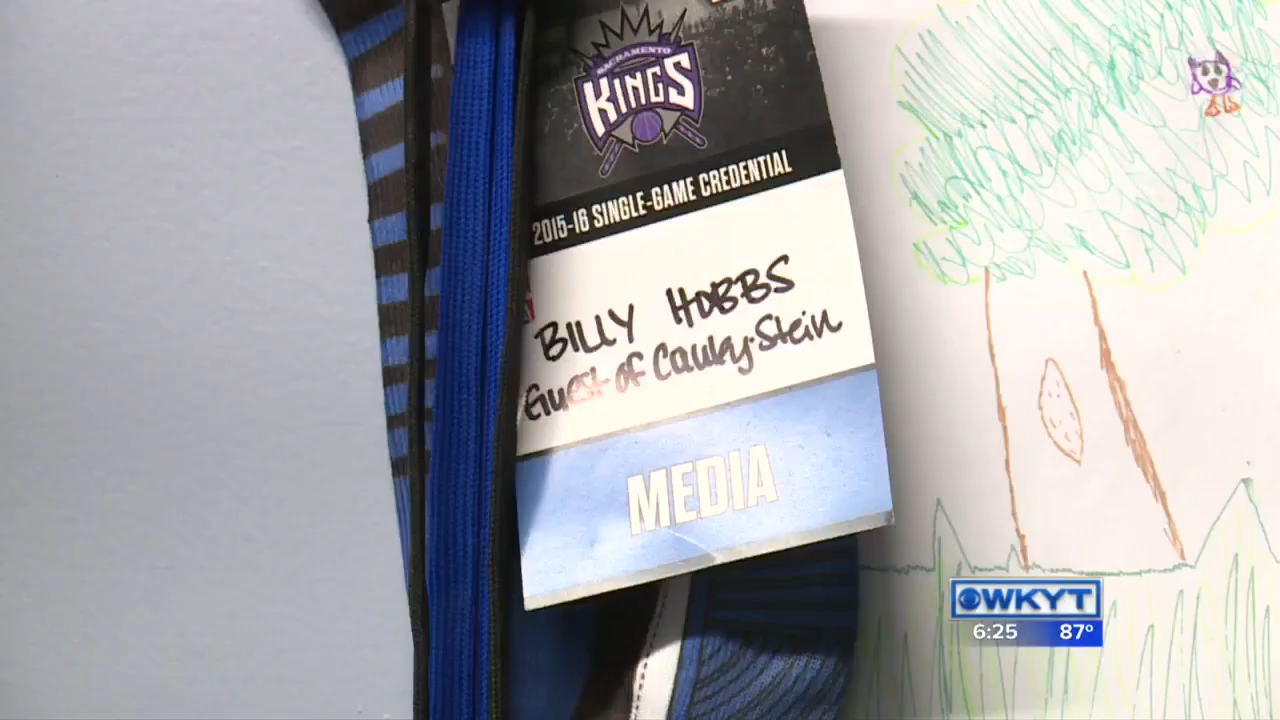 SACRAMENTO
KINGS
2015-16 SINGLE-GAME CREDENTIAL
BILLY HOBBS
Guest of Cauley-Stein
MEDIA
WKYT
6:25 87°